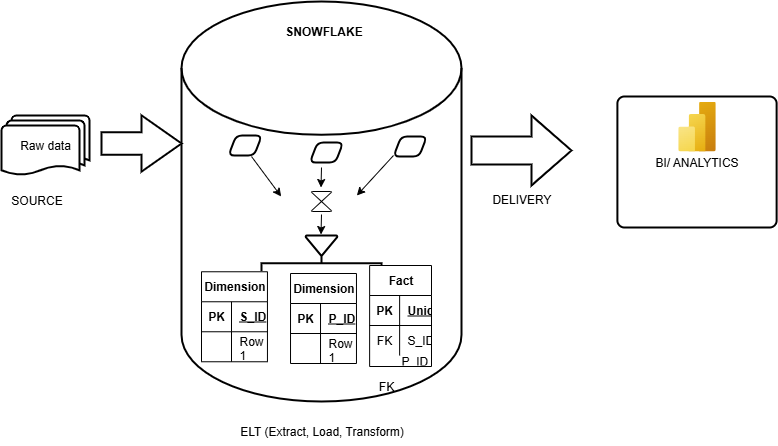 SNOWFLAKE
Raw data
SOURCE
BI/ ANALYTICS
DELIVERY
Dimension
PK S_ID
Row
1
Dimension
PK P_ID
Row
1
Fact
PK
FK S_ID
P_ID
FK
ELT (Extract, Load, Transform)